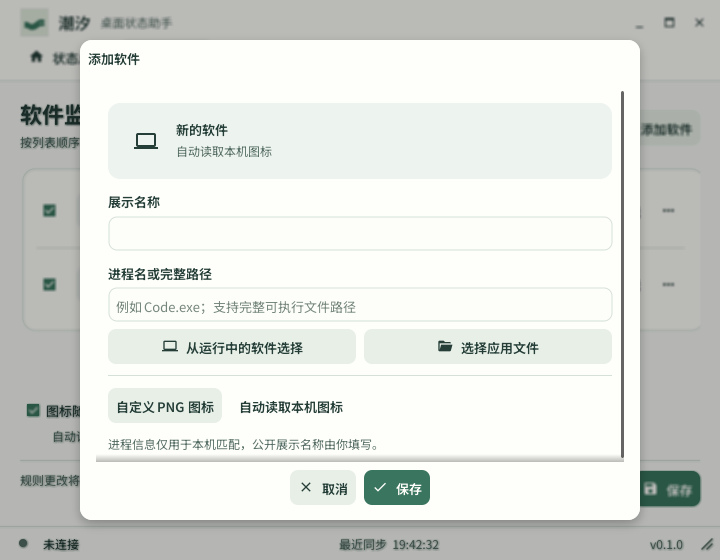 潮汐 桌面状态助手
状态
添加软件
软件监
按列表顺序
添加软件
新的软件
自动读取本机图标
展示名称
进程名或完整路径
例如 Code.exe；支持完整可执行文件路径
从运行中的软件选择 选择应用文件
自定义 PNG 图标 自动读取本机图标
图标随
自动读
进程信息仅用于本机匹配，公开展示名称由你填写。
规则更改将
取消 保存
保存
未连接 最近同步 19:42:32 v0.1.0